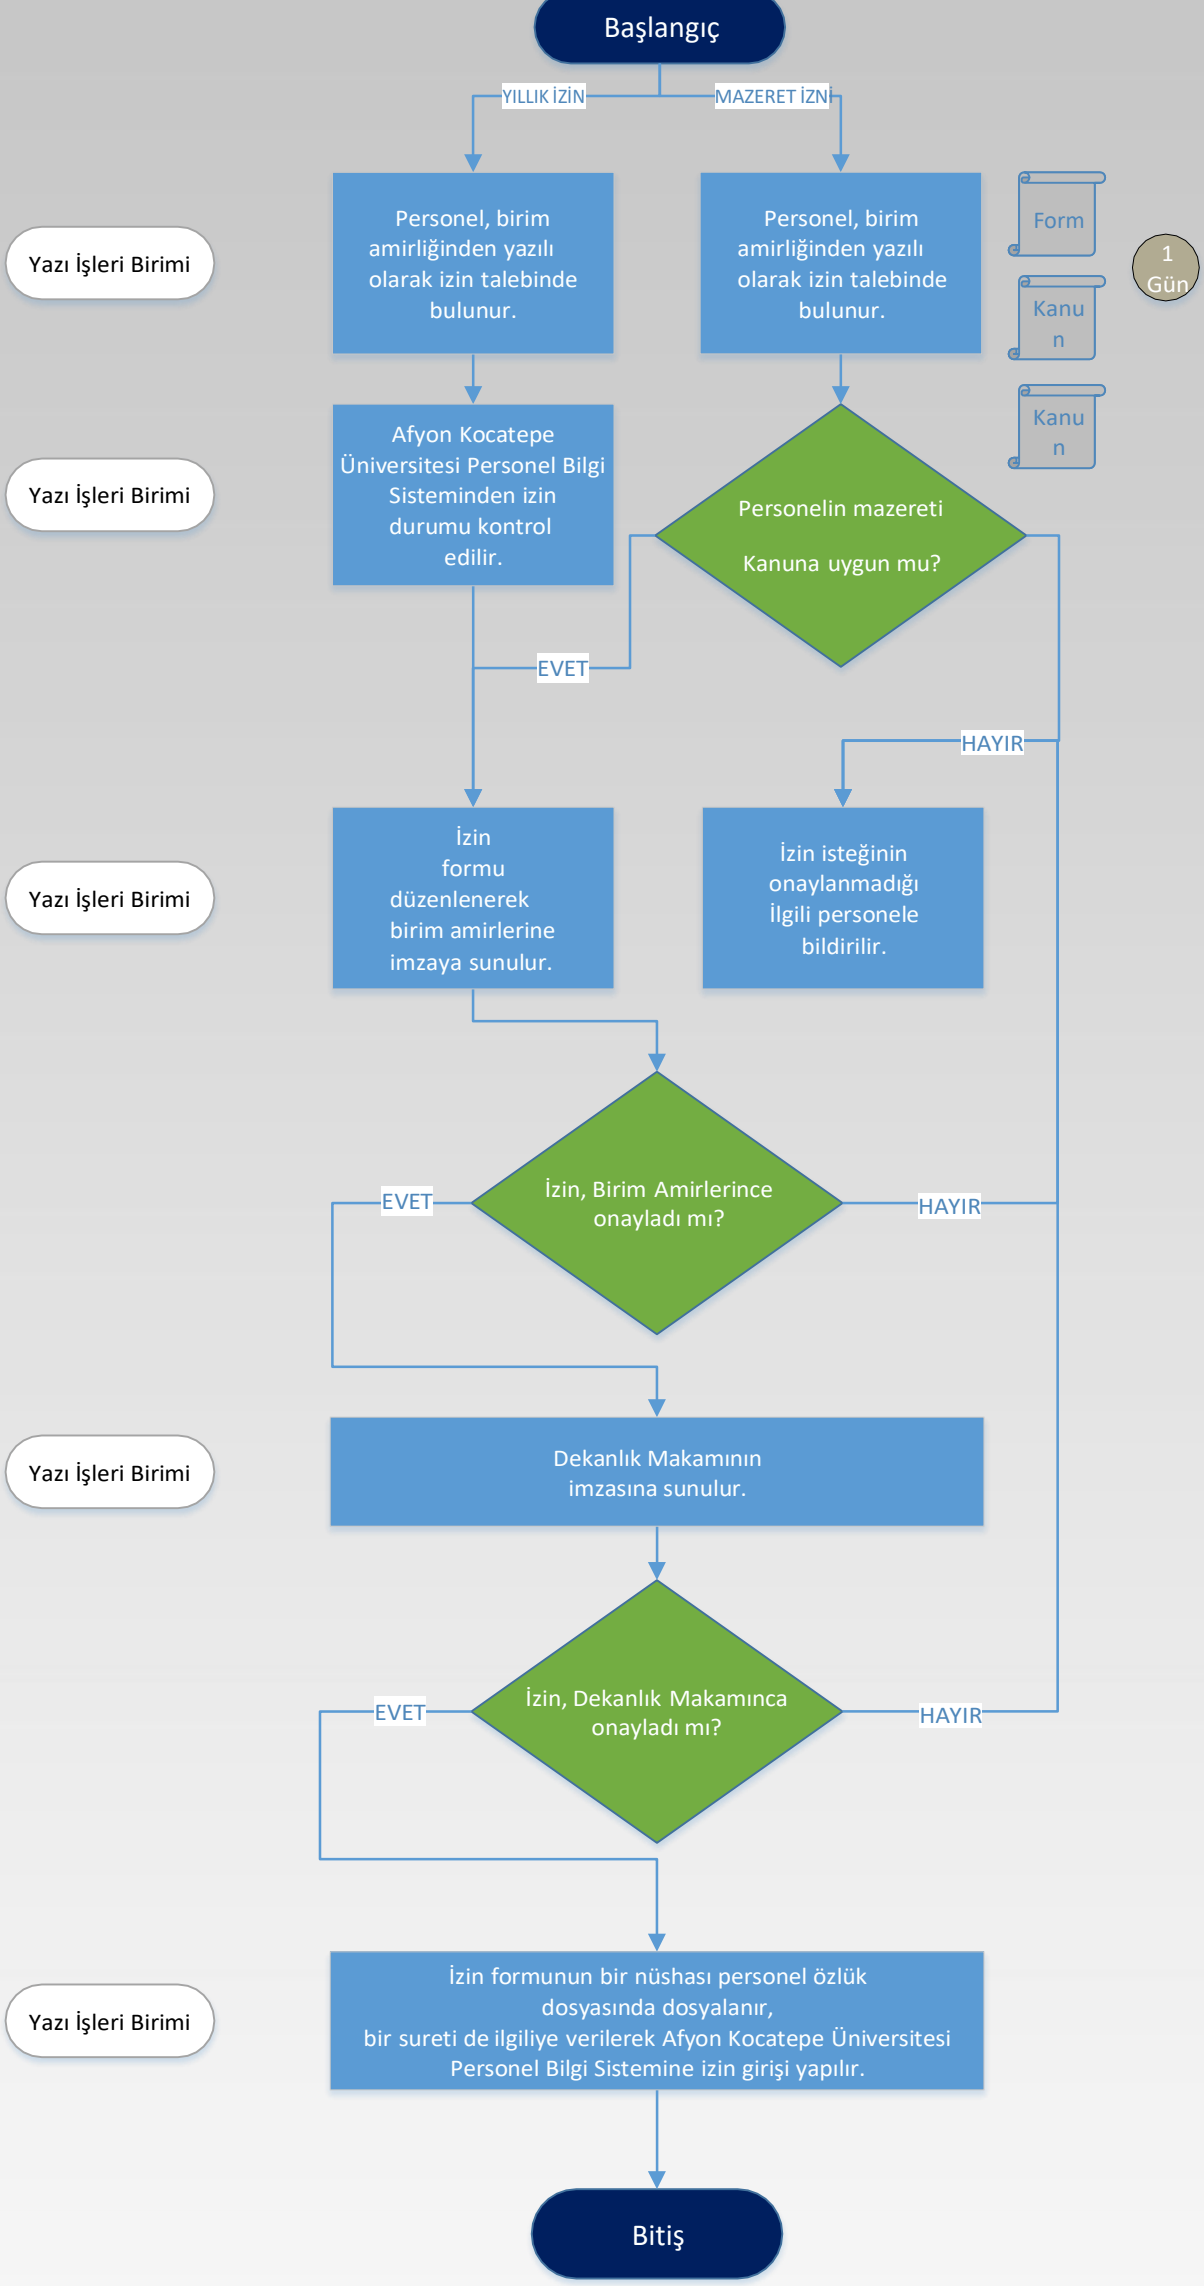 Başlangıç
YILLIK İZİN
MAZERET İZNİ
Yazı İşleri Birimi
Personel, birim
amirliğinden yazılı
olarak izin talebinde
bulunur.
Personel, birim
amirliğinden yazılı
olarak izin talebinde
bulunur.
Form
1
Gün
Kanu
n
Kanu
n
Yazı İşleri Birimi
Afyon Kocatepe
Üniversitesi Personel Bilgi
Sisteminden izin
durumu kontrol
edilir.
Personelin mazereti
Kanuna uygun mu?
EVET
HAYIR
Yazı İşleri Birimi
İzin
formu
düzenlenerek
birim amirlerine
imzaya sunulur.
İzin isteğinin
onaylanmadığı
İlgili personele
bildirilir.
EVET
İzin, Birim Amirlerince
onayladı mı?
HAYIR
Yazı İşleri Birimi
Dekanlık Makamının
imzasına sunulur.
EVET
İzin, Dekanlık Makamınca
onayladı mı?
HAYIR
Yazı İşleri Birimi
İzin formunun bir nüshası personel özlük
dosyasında dosyalanır,
bir sureti de ilgiliye verilerek Afyon Kocatepe Üniversitesi
Personel Bilgi Sistemine izin girişi yapılır.
Bitiş